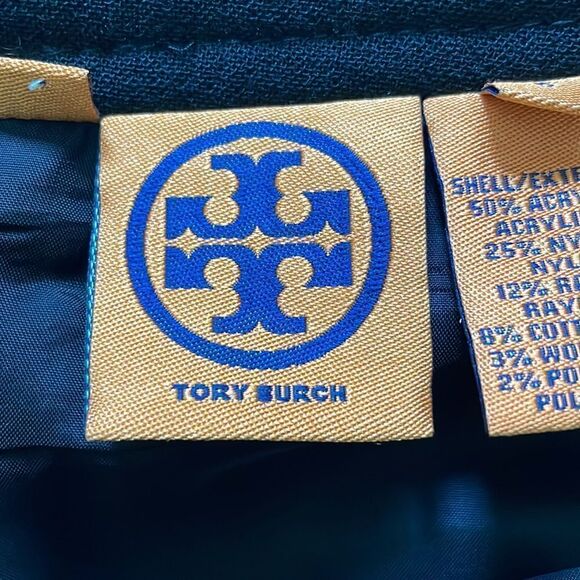 TORY BURCH
SHELL/EXTE
50% ACRY
ACRYLI
25% NY
NYL
12% RA
RAY
8% COTT
3% WO
2% PO
POL